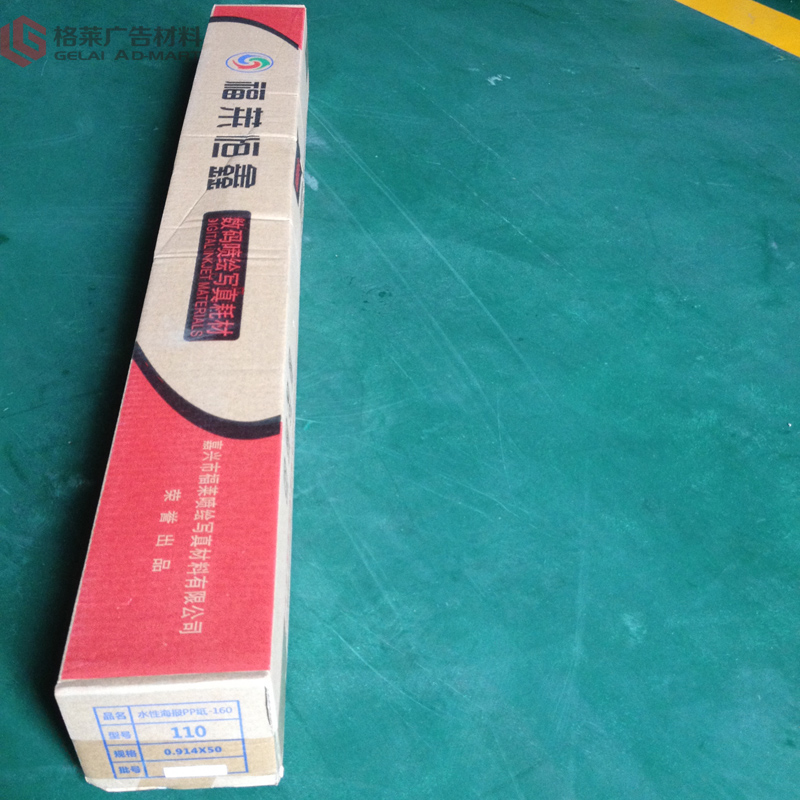 格莱广告材料
GELAI AD-MAR
福莱恒鑫
数码喷绘写真耗材
DIGITAL INKJET MATERIALS
嘉兴市福莱喷绘写真材料有限公司
荣誉出品
品名 水性海报PP纸-160
型号 110
规格 0.914X50
批号